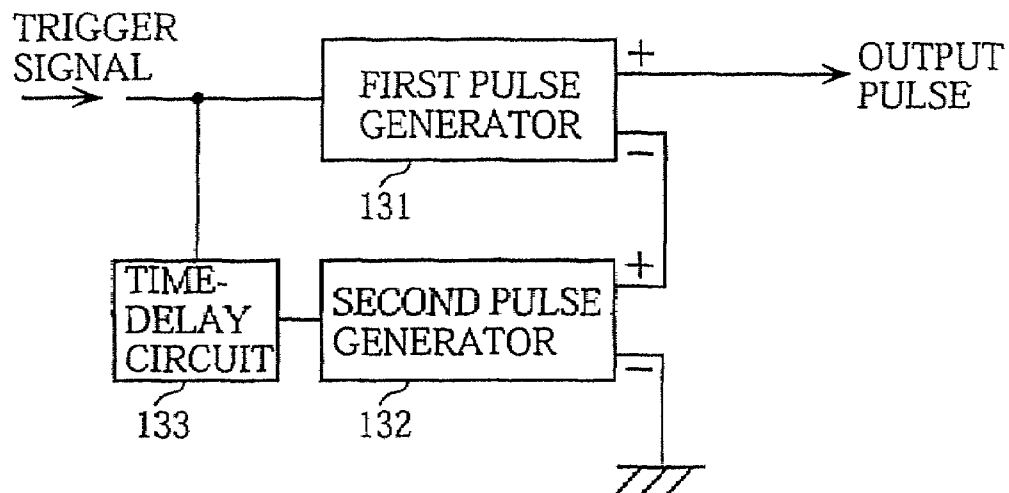 TRIGGER
SIGNAL
FIRST PULSE
GENERATOR
+
−
OUTPUT
PULSE
131
TIME-
DELAY
CIRCUIT
SECOND PULSE
GENERATOR
+
−
133
132